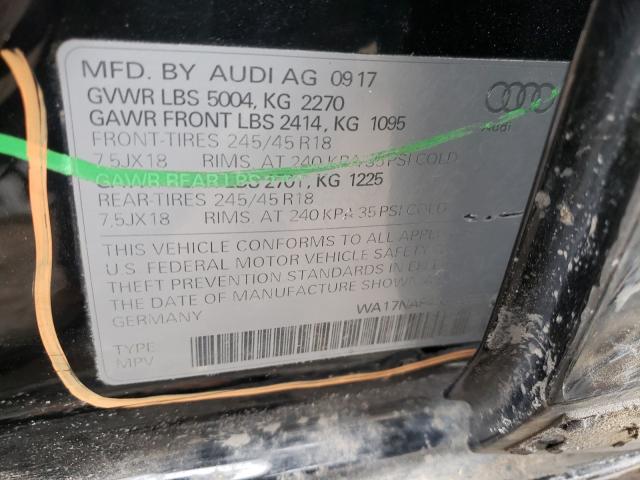 MFD. BY AUDI AG 09 17
GVWR LBS 5004, KG 2270
GAWR FRONT LBS 2414, KG 1095
FRONT-TIRES 245/45 R18
7,5JX18 RIMS AT 240 KPA 35 PSI COLD
GAWR REAR LBS 2701, KG 1225
REAR-TIRES 245/45 R18
7,5JX18 RIMS AT 240 KPA 35 PSI COLD
Audi
THIS VEHICLE CONFORMS TO ALL
U.S. FEDERAL MOTOR VEHICLE SAFETY
THEFT PREVENTION STANDARDS IN
THE DATE OF MANUFACTURE SHOWN
GERMANY
TYPE
MPV